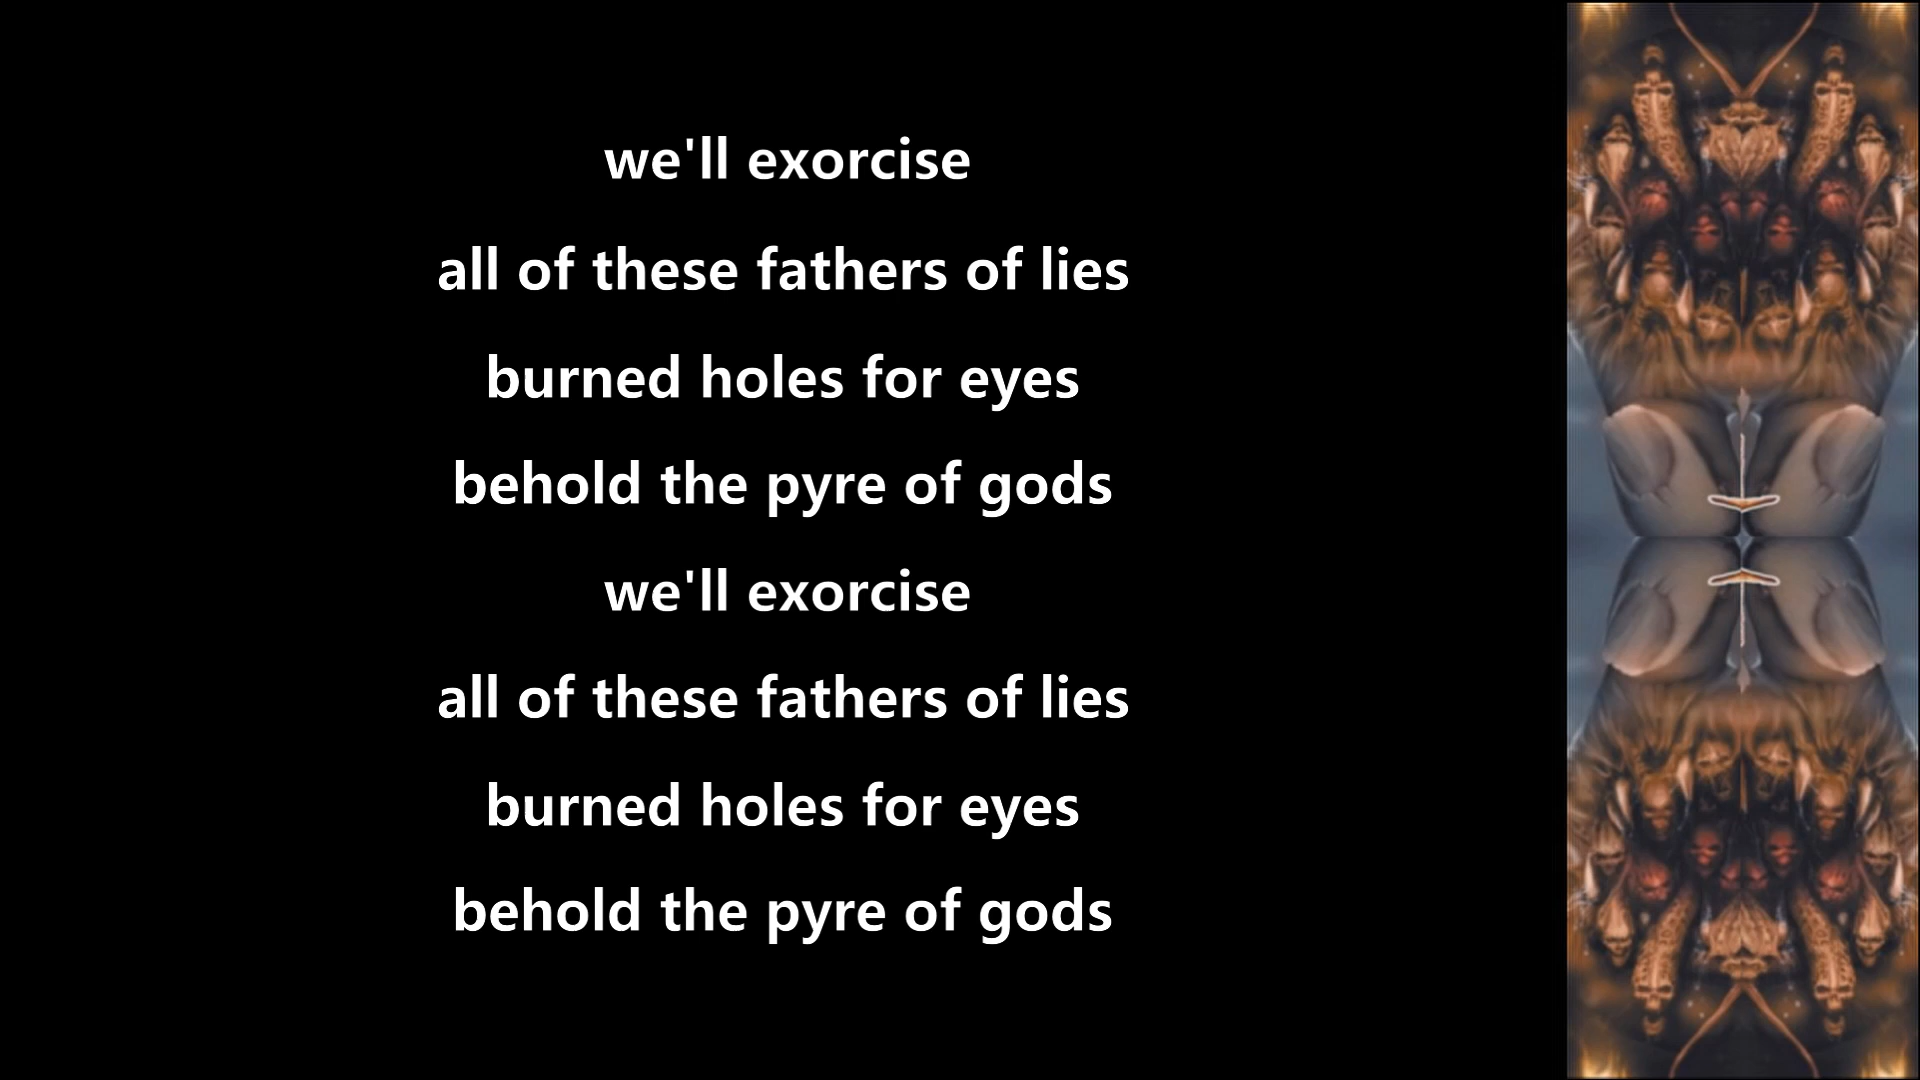 we'll exorcise
all of these fathers of lies
burned holes for eyes
behold the pyre of gods
we'll exorcise
all of these fathers of lies
burned holes for eyes
behold the pyre of gods